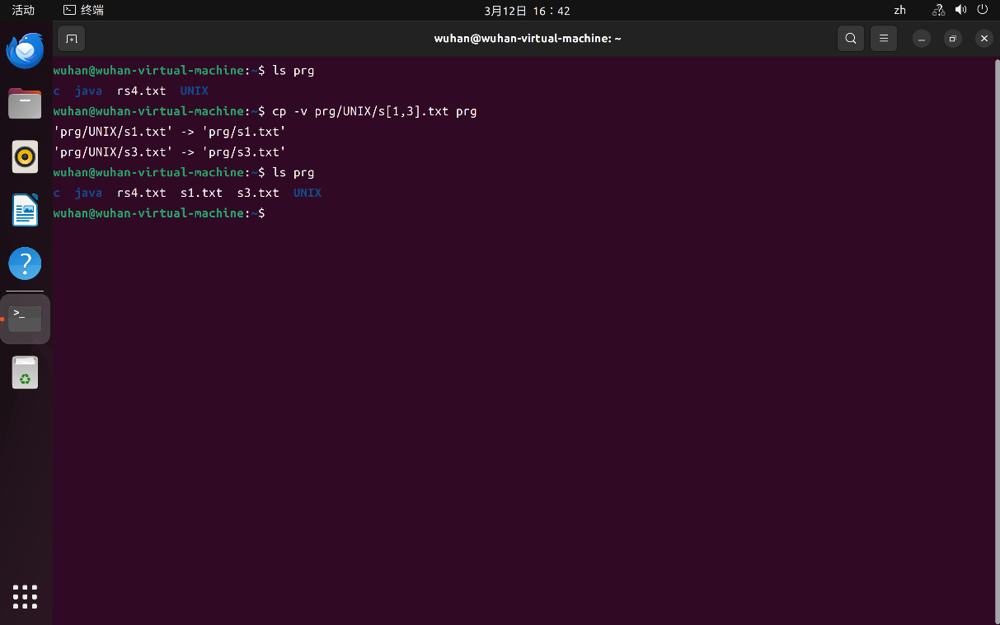 活动 终端 3月12日 16：42 zh
wuhan@wuhan-virtual-machine: ~
wuhan@wuhan-virtual-machine:~$ ls prg
c java rs4.txt UNIX
wuhan@wuhan-virtual-machine:~$ cp -v prg/UNIX/s[1,3].txt prg
'prg/UNIX/s1.txt' -> 'prg/s1.txt'
'prg/UNIX/s3.txt' -> 'prg/s3.txt'
wuhan@wuhan-virtual-machine:~$ ls prg
c java rs4.txt s1.txt s3.txt UNIX
wuhan@wuhan-virtual-machine:~$